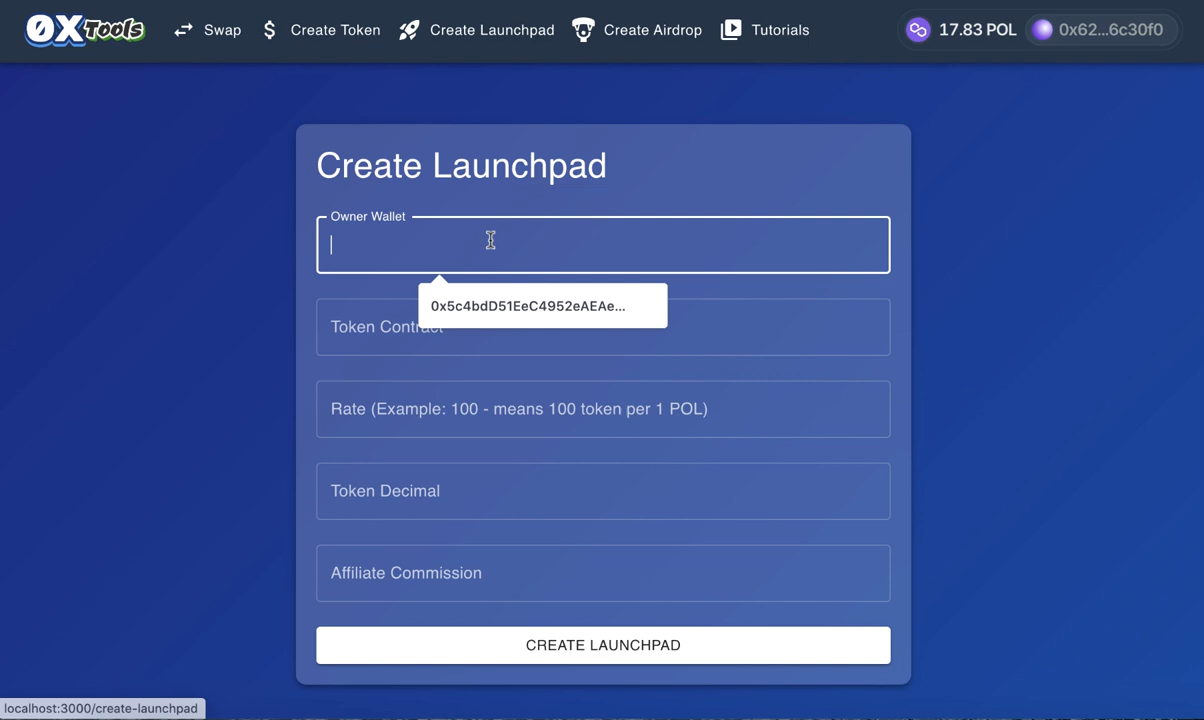 0XTools
Swap
Create Token
Create Launchpad
Create Airdrop
Tutorials
17.83 POL
0x62...6c30f0
Create Launchpad
Owner Wallet
0x5c4bdD51EeC4952eAEAe...
Token Contract
Rate (Example: 100 - means 100 token per 1 POL)
Token Decimal
Affiliate Commission
CREATE LAUNCHPAD
localhost:3000/create-launchpad